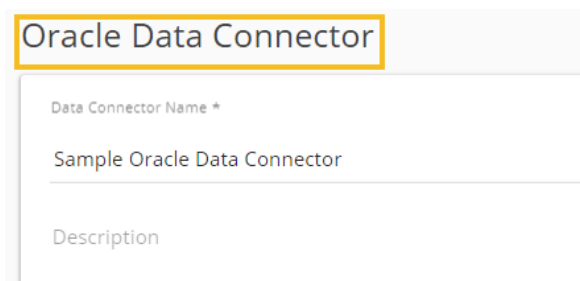 Oracle Data Connector
Data Connector Name *
Sample Oracle Data Connector
Description